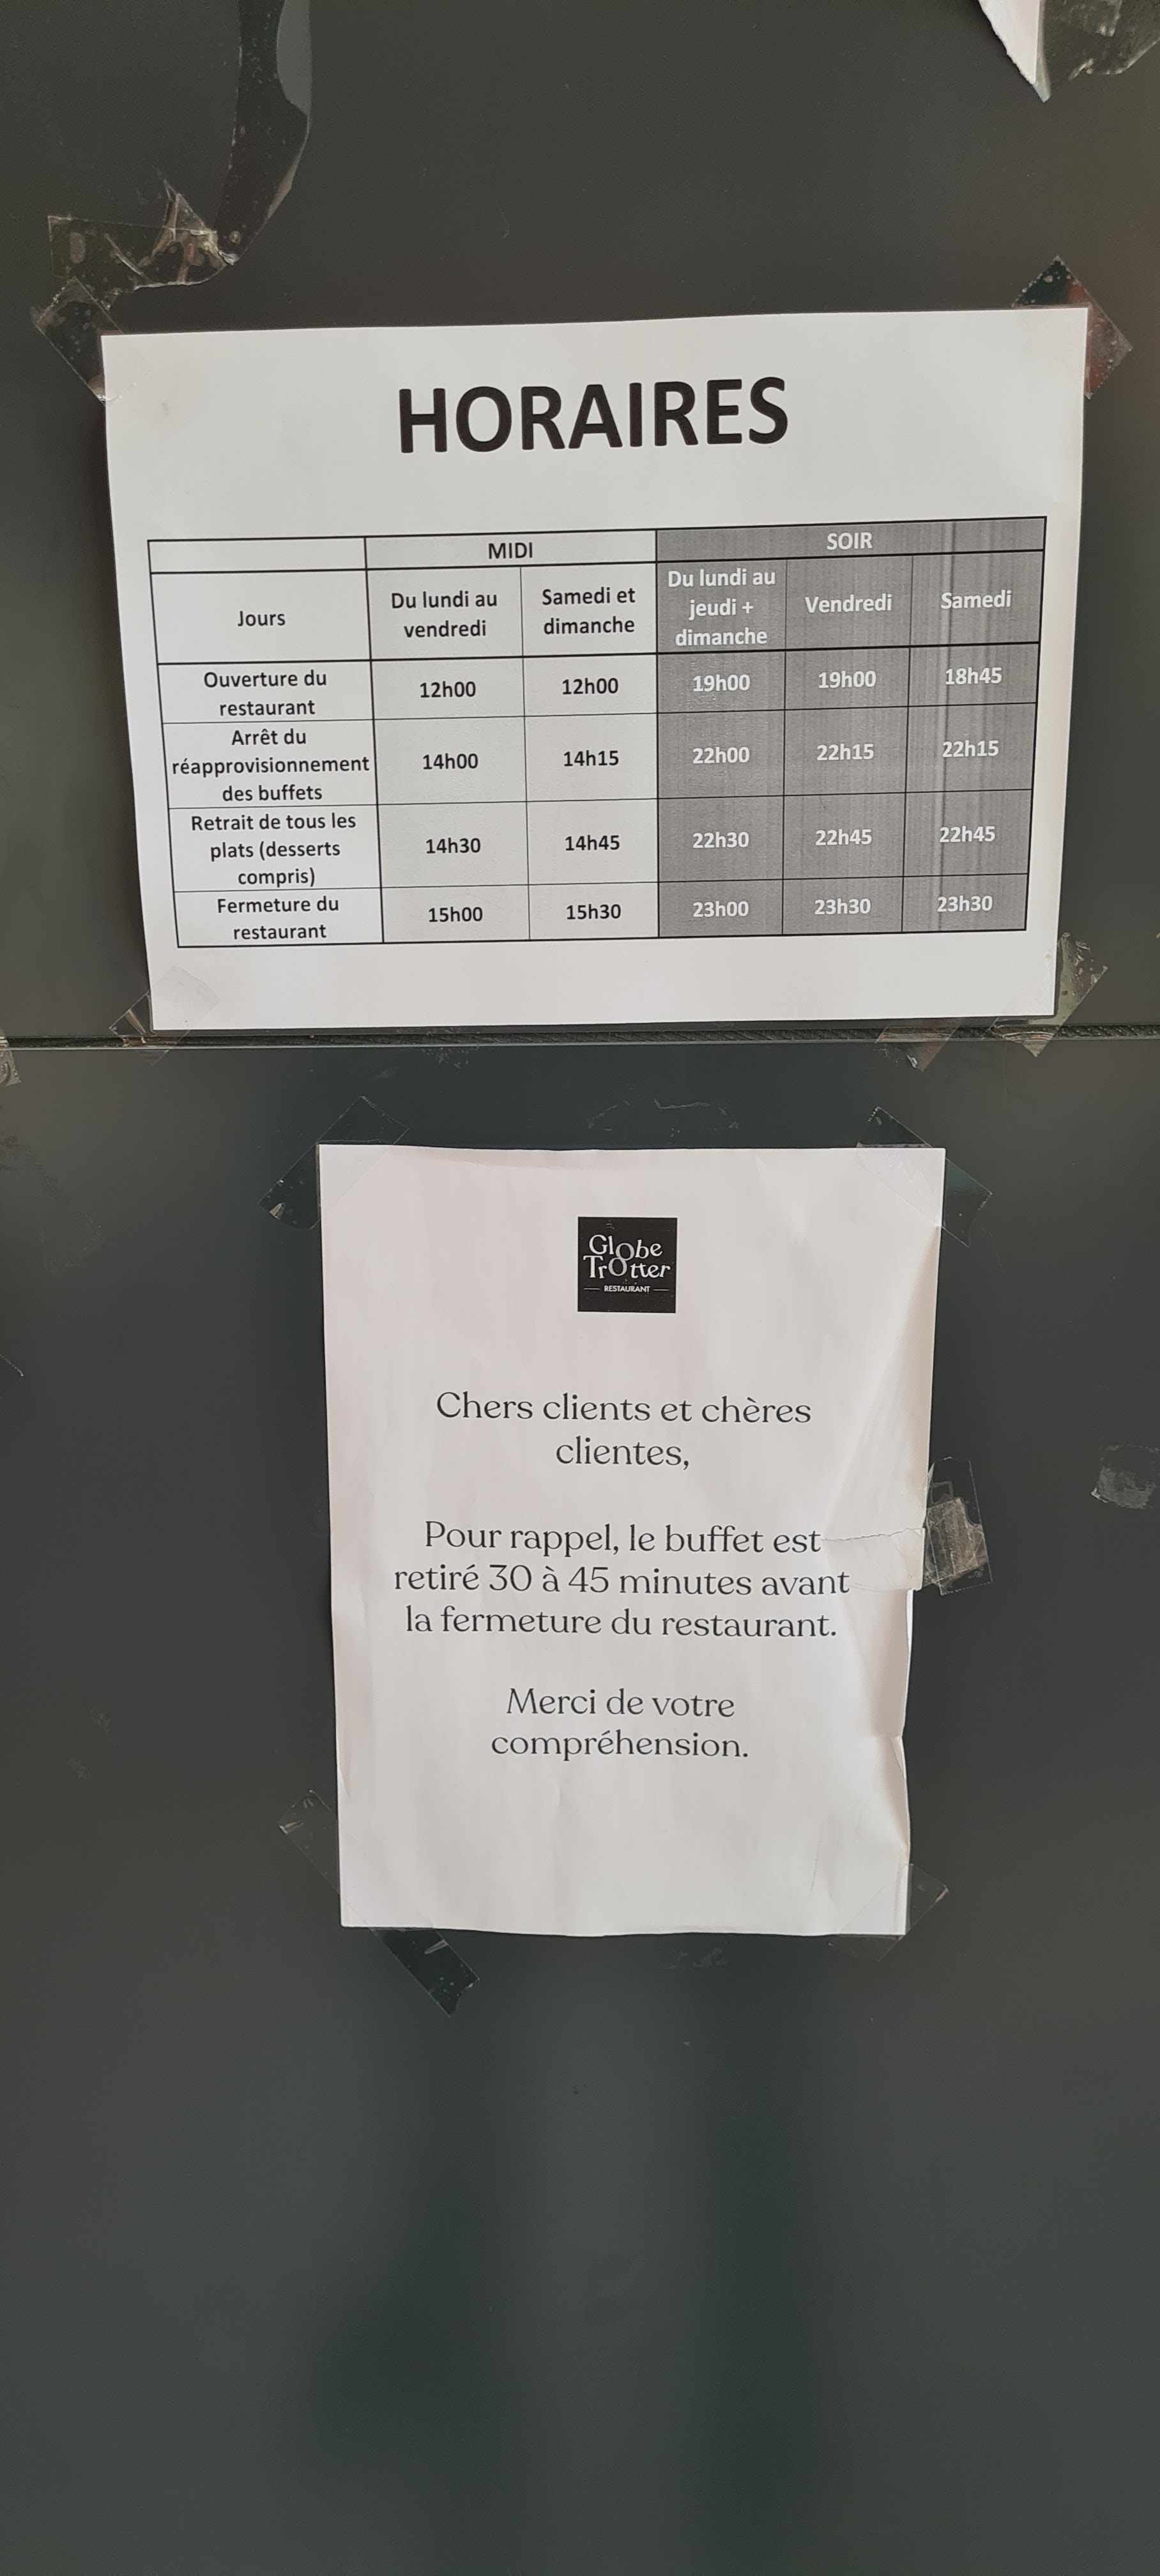 HORAIRES
MIDI SOIR
Jours Du lundi au vendredi Samedi et dimanche Du lundi au jeudi + dimanche Vendredi Samedi
Ouverture du restaurant 12h00 12h00 19h00 19h00 18h45
Arrêt du réapprovisionnement des buffets 14h00 14h15 22h00 22h15 22h15
Retrait de tous les plats (desserts compris) 14h30 14h45 22h30 22h45 22h45
Fermeture du restaurant 15h00 15h30 23h00 23h30 23h30
Globe
Trotter
RESTAURANT
Chers clients et chères
clientes,
Pour rappel, le buffet est
retiré 30 à 45 minutes avant
la fermeture du restaurant.
Merci de votre
compréhension.